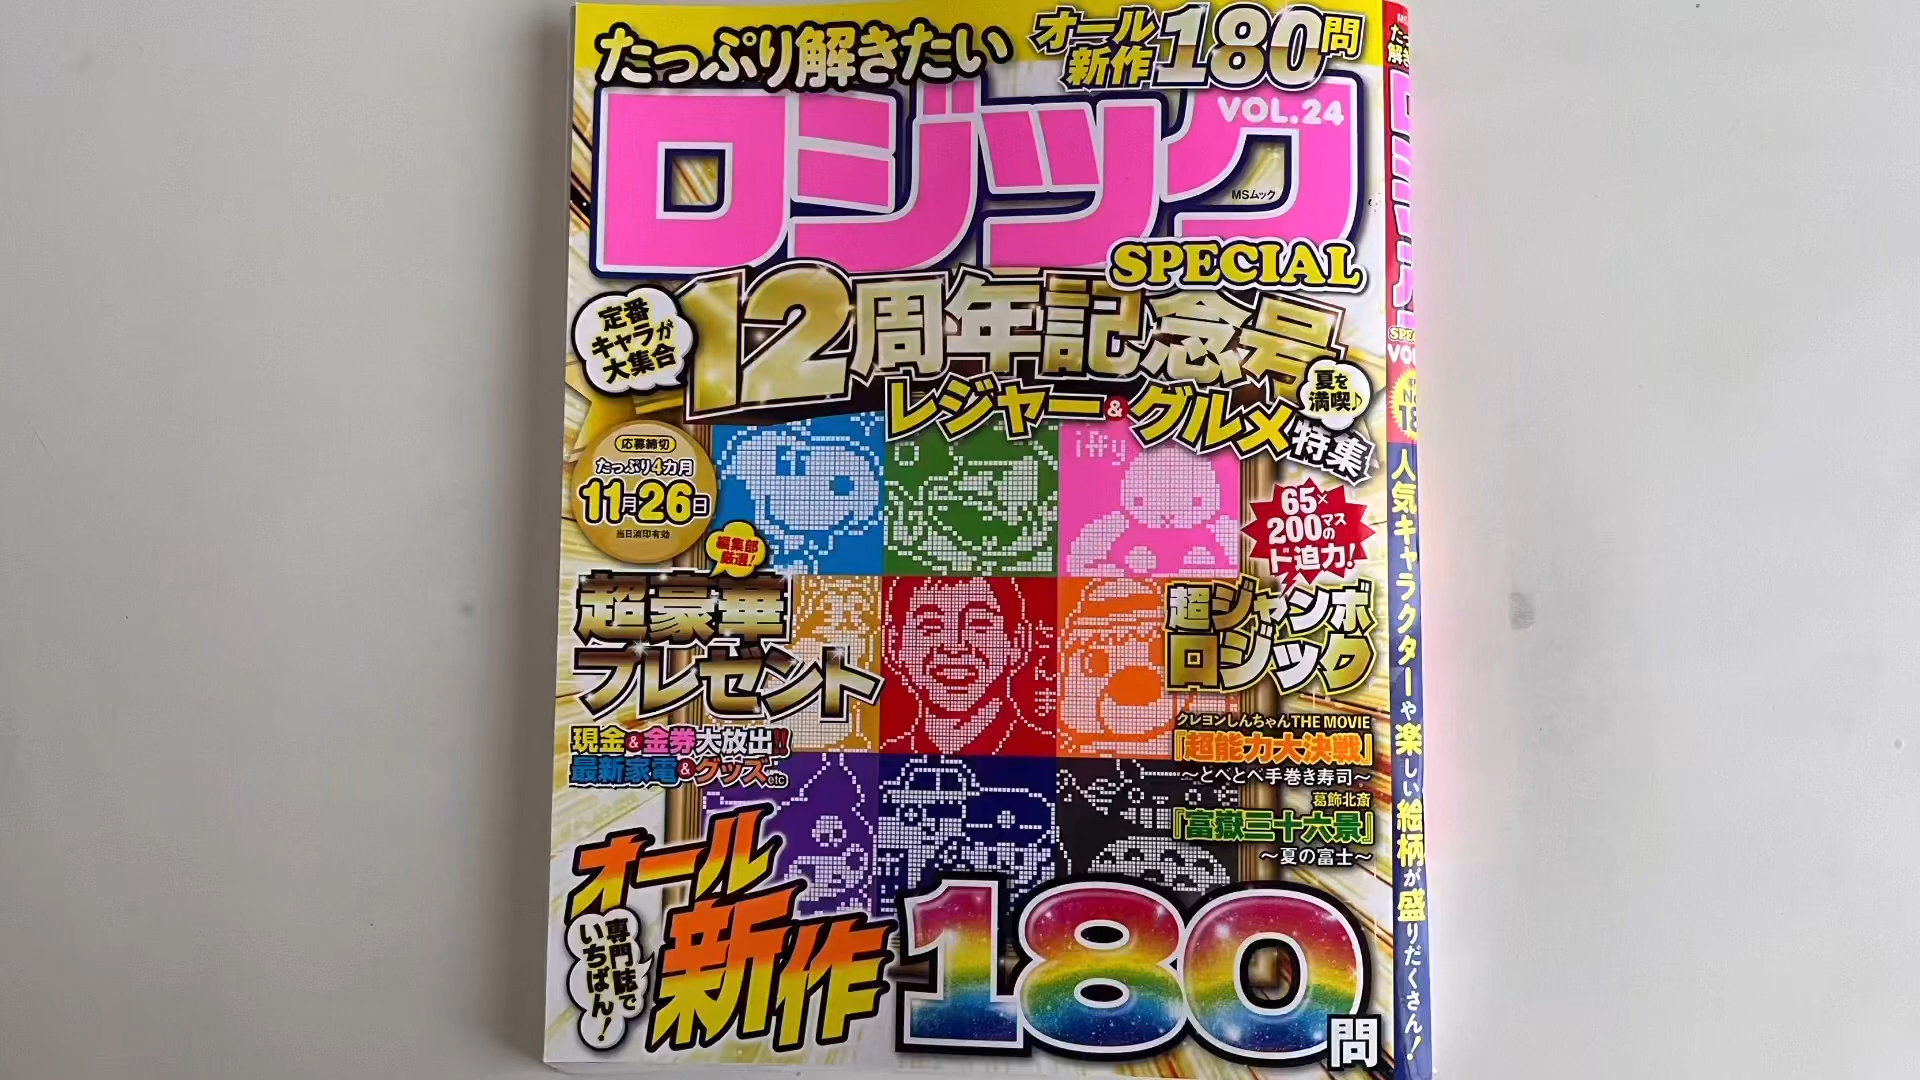 たっぷり解きたい
オール新作180問
ロジック
VOL.24
MSムック
SPECIAL
定番
キャラが
大集合
12周年記念号
レジャー&グルメ特集
夏を
満喫♪
応募締切
たっぷり4カ月
11月26日
当日消印有効
iffy
65×
200マスの
ド迫力!
編集部
厳選!
超豪華
プレゼント
現金&金券大放出!!
最新家電&グッズetc
超ジャンボ
ロジック
クレヨンしんちゃんTHE MOVIE
『超能力大決戦』
~とべとべ手巻き寿司~
葛飾北斎
『富嶽三十六景』
~夏の富士~
オール
新作
180問
専門誌で
いちばん!
人気キャラクターや楽しい絵柄が盛りだくさん!